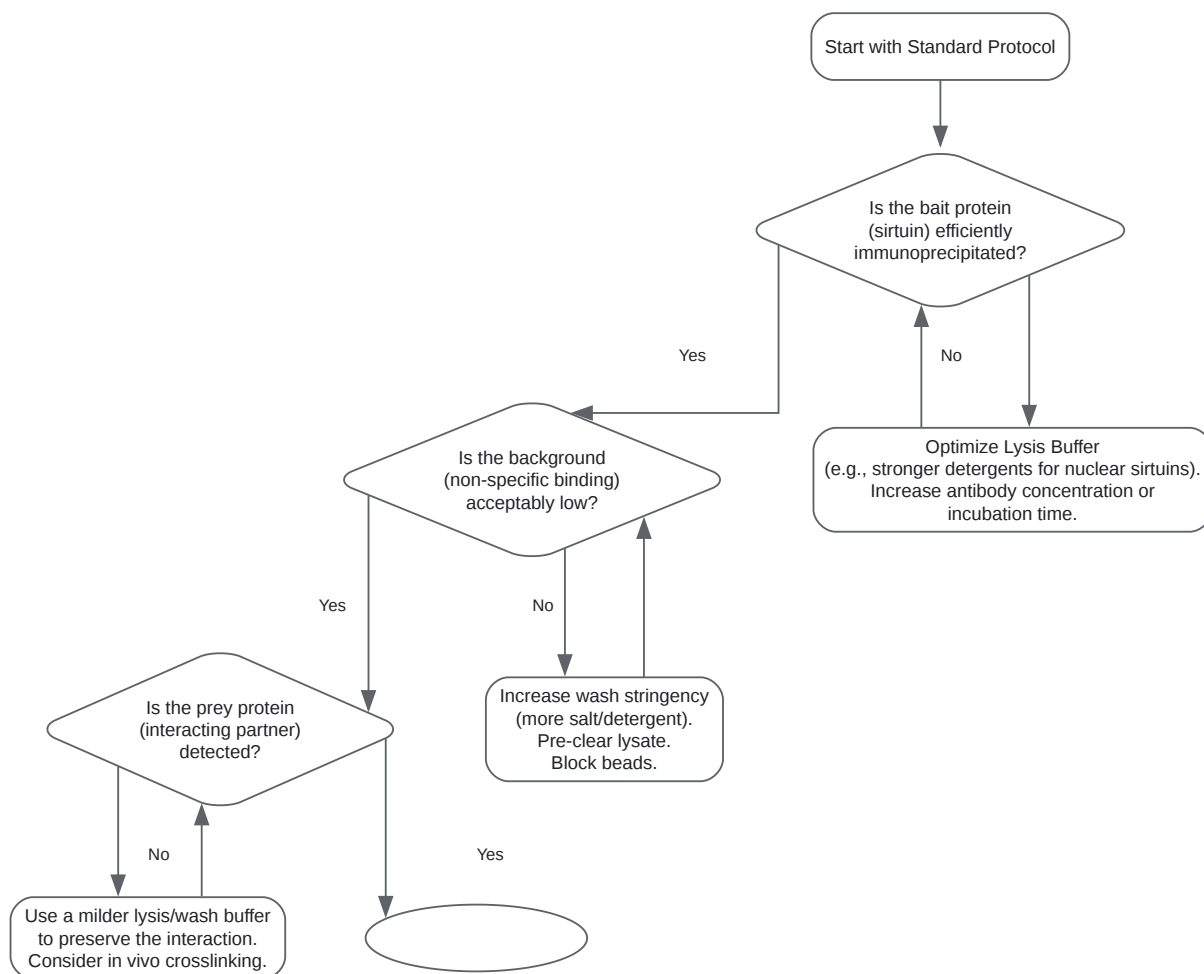 Start with Standard Protocol
Is the bait protein
(sirtuin) efficiently
immunoprecipitated?
Yes
No
Optimize Lysis Buffer
(e.g., stronger detergents for nuclear sirtuins).
Increase antibody concentration or
incubation time.
Is the background
(non-specific binding)
acceptably low?
Yes
No
Increase wash stringency
(more salt/detergent).
Pre-clear lysate.
Block beads.
Is the prey protein
(interacting partner)
detected?
No
Yes
Use a milder lysis/wash buffer
to preserve the interaction.
Consider in vivo crosslinking.